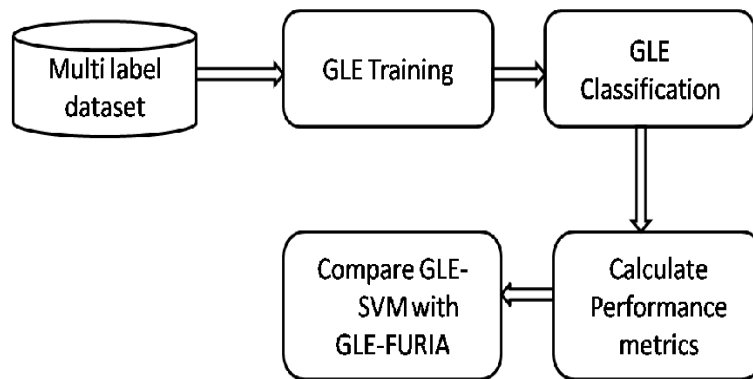 Multi label
dataset
GLE Training
GLE
Classification
Calculate
Performance
metrics
Compare GLE-
SVM with
GLE-FURIA